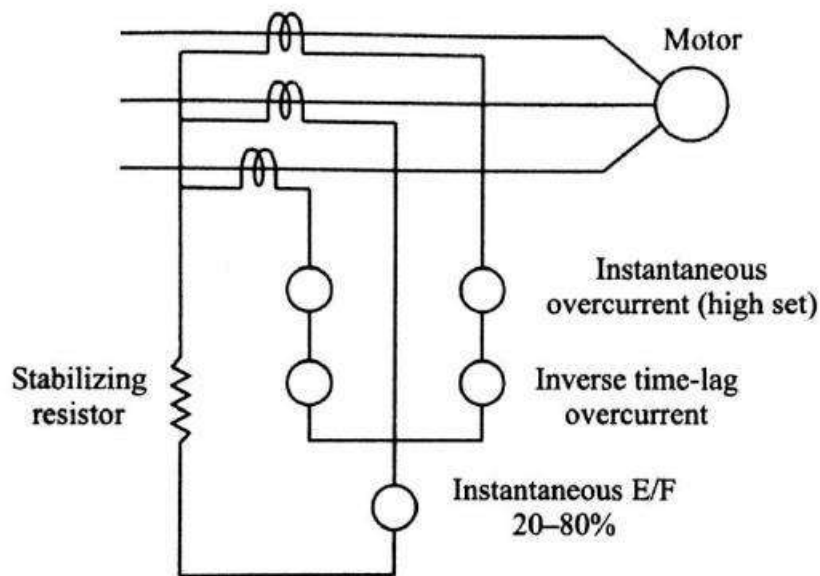 Motor
Instantaneous
overcurrent (high set)
Stabilizing
resistor
Inverse time-lag
overcurrent
Instantaneous E/F
20–80%